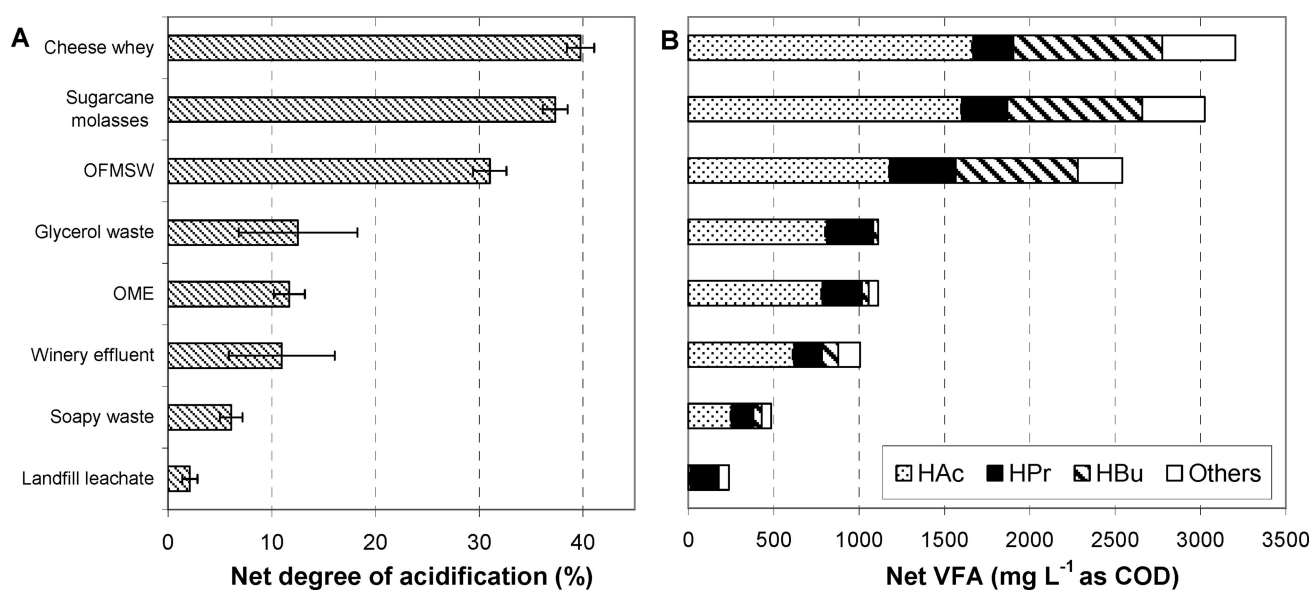 A
Cheese whey
Sugarcane
molasses
OFMSW
Glycerol waste
OME
Winery effluent
Soapy waste
Landfill leachate
0 10 20 30 40
Net degree of acidification (%)
B
HAc HPr HBu Others
0 500 1000 1500 2000 2500 3000 3500
Net VFA (mg L⁻¹ as COD)